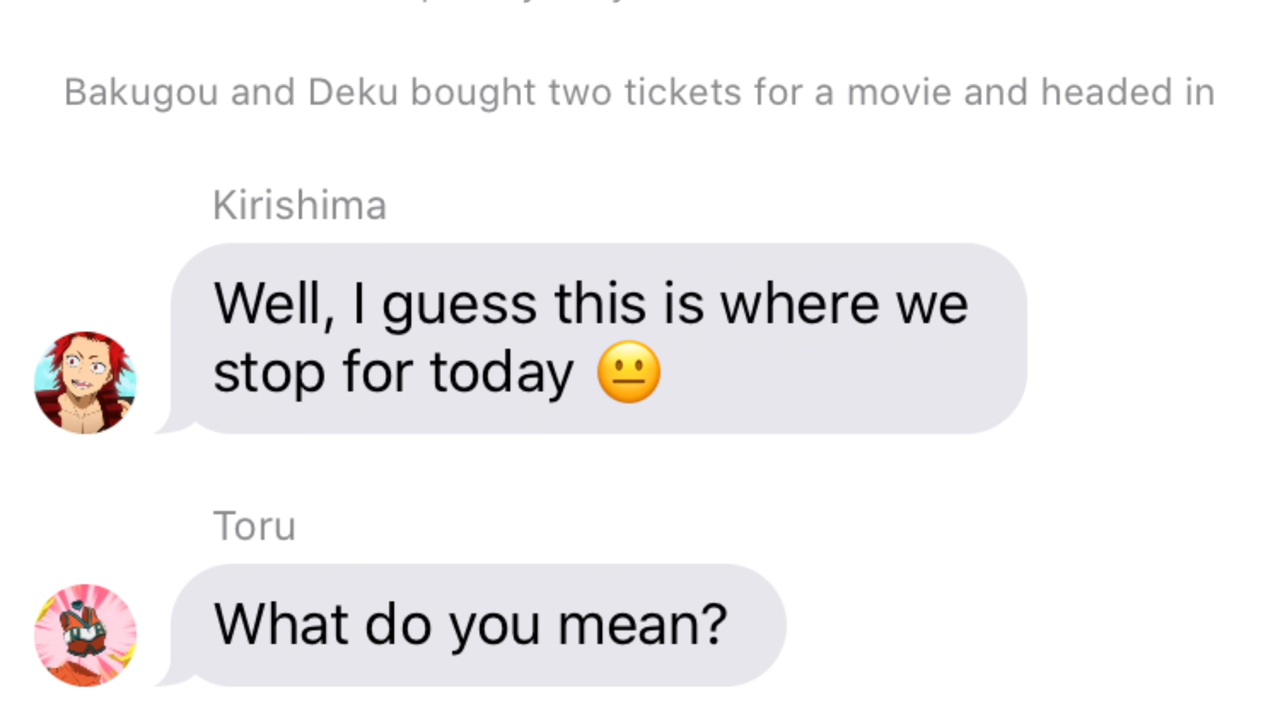 Bakugou and Deku bought two tickets for a movie and headed in
Kirishima
Well, I guess this is where we
stop for today 😐
Toru
What do you mean?